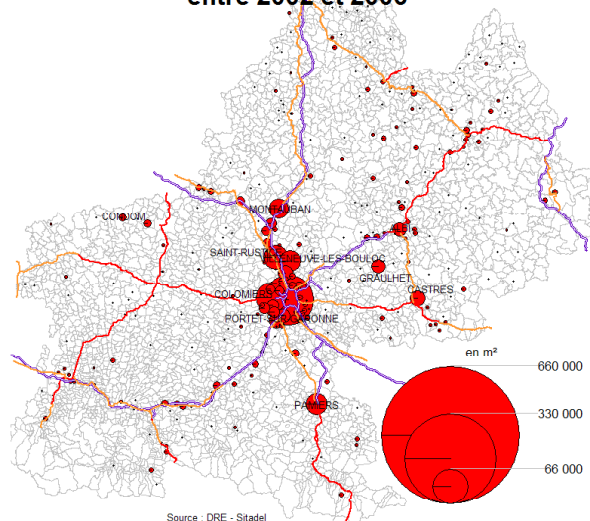 entre 2002 et 2006
MONTAUBAN
CONDOM
SAINT-RUSTICE
VILLENEUVE-LES-BOULOC
ALBI
GRAULHET
COLOMIERS
CASTRES
PORTET-SUR-GARONNE
en m²
660 000
330 000
PAMIERS
66 000
Source : DRE - Sitadel